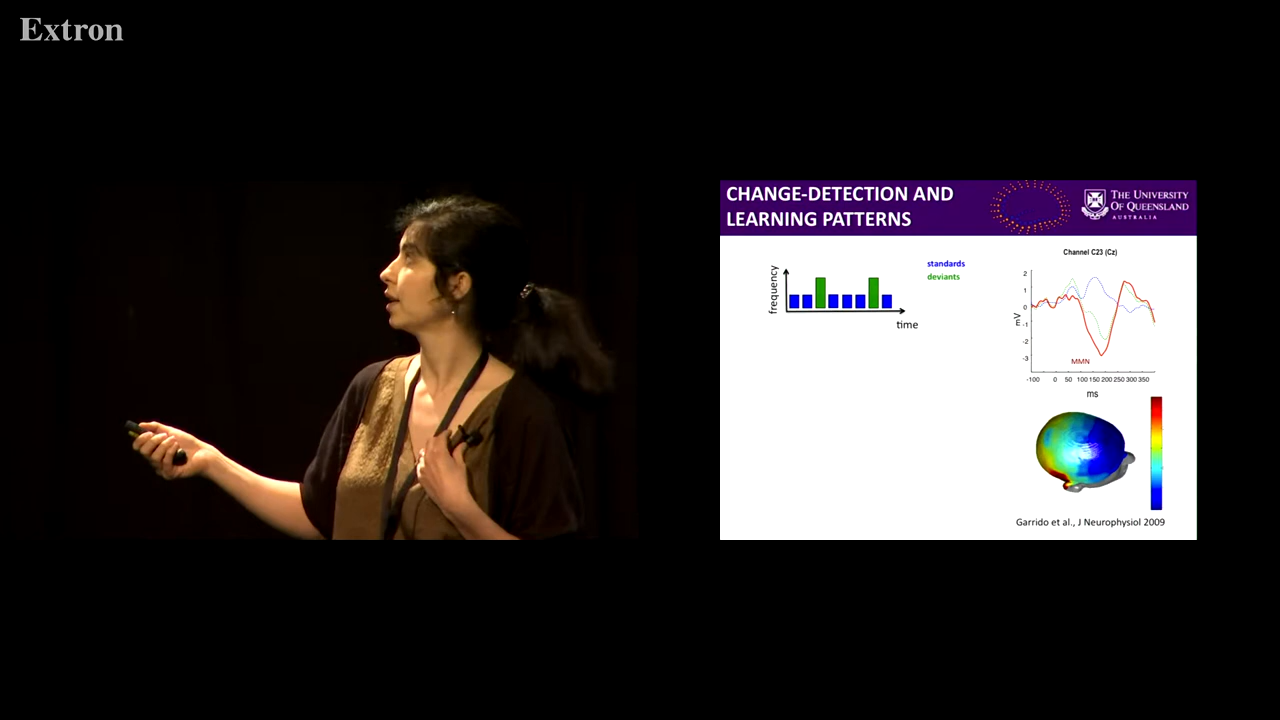 Extron
CHANGE-DETECTION AND
LEARNING PATTERNS
THE UNIVERSITY
OF QUEENSLAND
AUSTRALIA
standards
deviants
frequency
time
Channel C23 (Cz)
2
1
0
-1
-2
-3
mV
MMN
-100 0 50 100 150 200 250 300 350
ms
Garrido et al., J Neurophysiol 2009